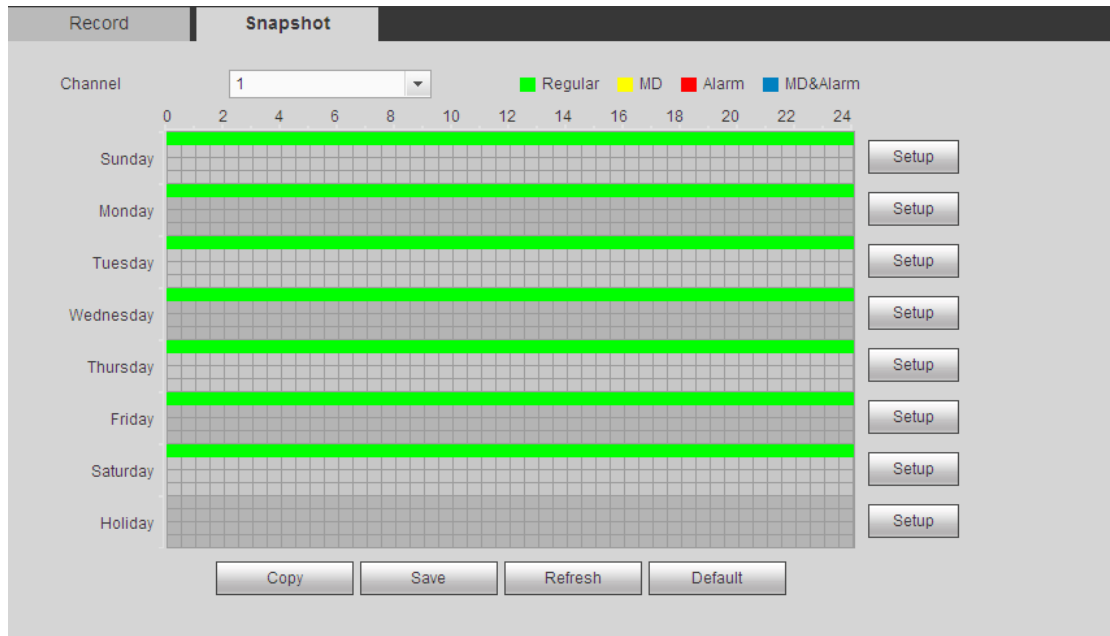 Record Snapshot
Channel 1 Regular MD Alarm MD&Alarm
0 2 4 6 8 10 12 14 16 18 20 22 24
Sunday Setup
Monday Setup
Tuesday Setup
Wednesday Setup
Thursday Setup
Friday Setup
Saturday Setup
Holiday Setup
Copy Save Refresh Default